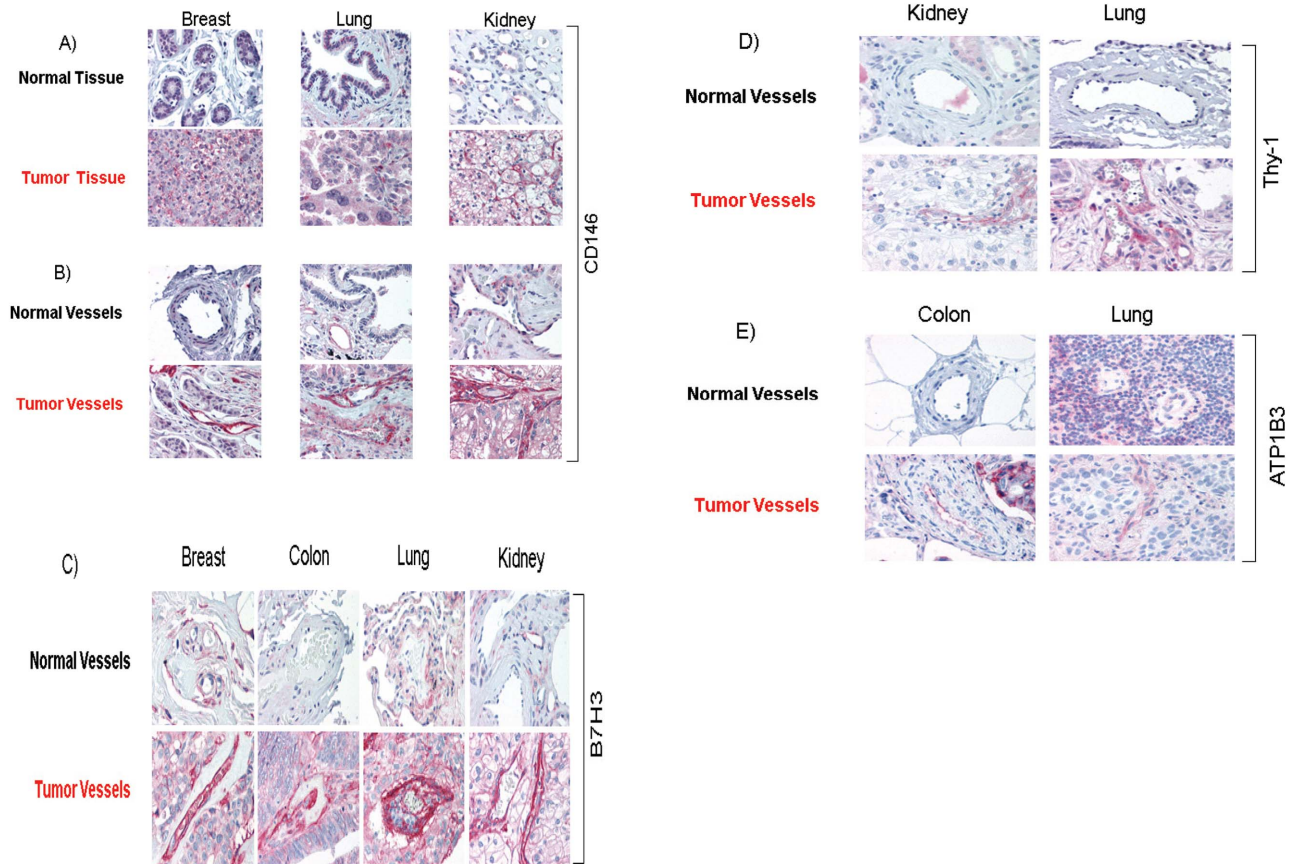 A)
Breast Lung Kidney
Normal Tissue
Tumor Tissue
B)
Normal Vessels
Tumor Vessels
CD146
C)
Breast Colon Lung Kidney
Normal Vessels
Tumor Vessels
B7H3
D)
Kidney Lung
Normal Vessels
Tumor Vessels
Thy-1
E)
Colon Lung
Normal Vessels
Tumor Vessels
ATP1B3